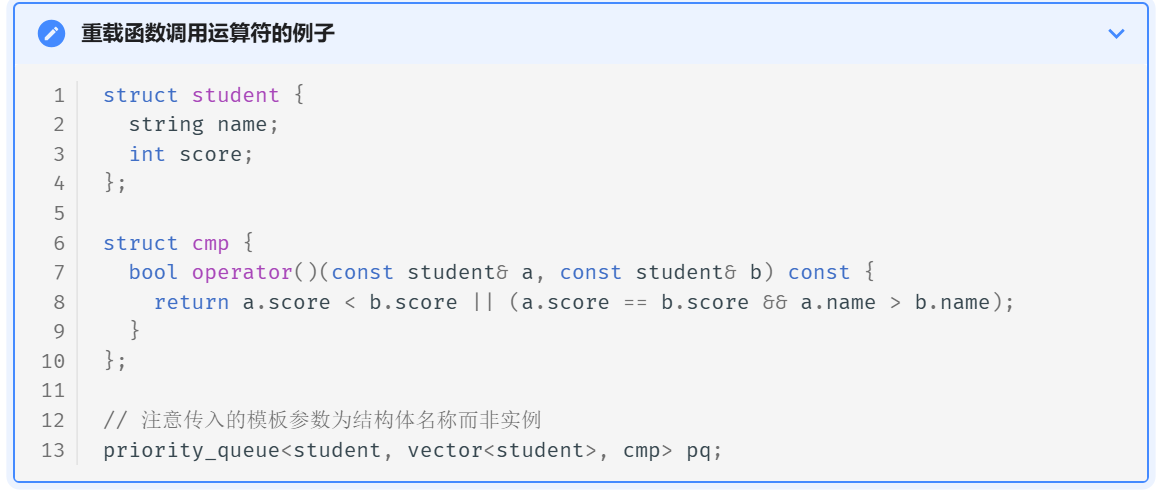 重载函数调用运算符的例子
1 struct student {
2   string name;
3   int score;
4 };
5
6 struct cmp {
7   bool operator()(const student& a, const student& b) const {
8     return a.score < b.score || (a.score == b.score && a.name > b.name);
9   }
10 };
11
12 // 注意传入的模板参数为结构体名称而非实例
13 priority_queue<student, vector<student>, cmp> pq;